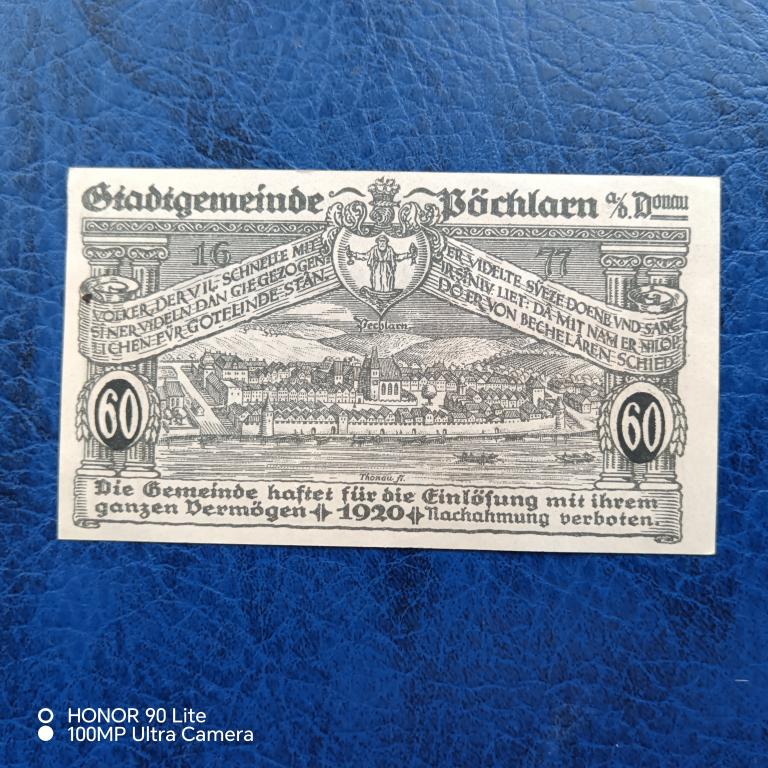 Stadtgemeinde Pöchlarn a/d. Donau
16 77
VOLKER, DER VIL SCHNELLE MIT
SINER VIDELN DAN GIE GEZOGEN
LICHEN FVR GOTELINDE STAN
ER VIDELTE SVEZE DOENE VND SANG
IR SINIV LIET: DA MIT NAM ER
DO ER VON BECHELAREN SCHIED
Pechlarn
60 60
Thonau
Die Gemeinde haftet für die Einlösung mit ihrem
ganzen Vermögen 1920 Nachahmung verboten.
HONOR 90 Lite
100MP Ultra Camera